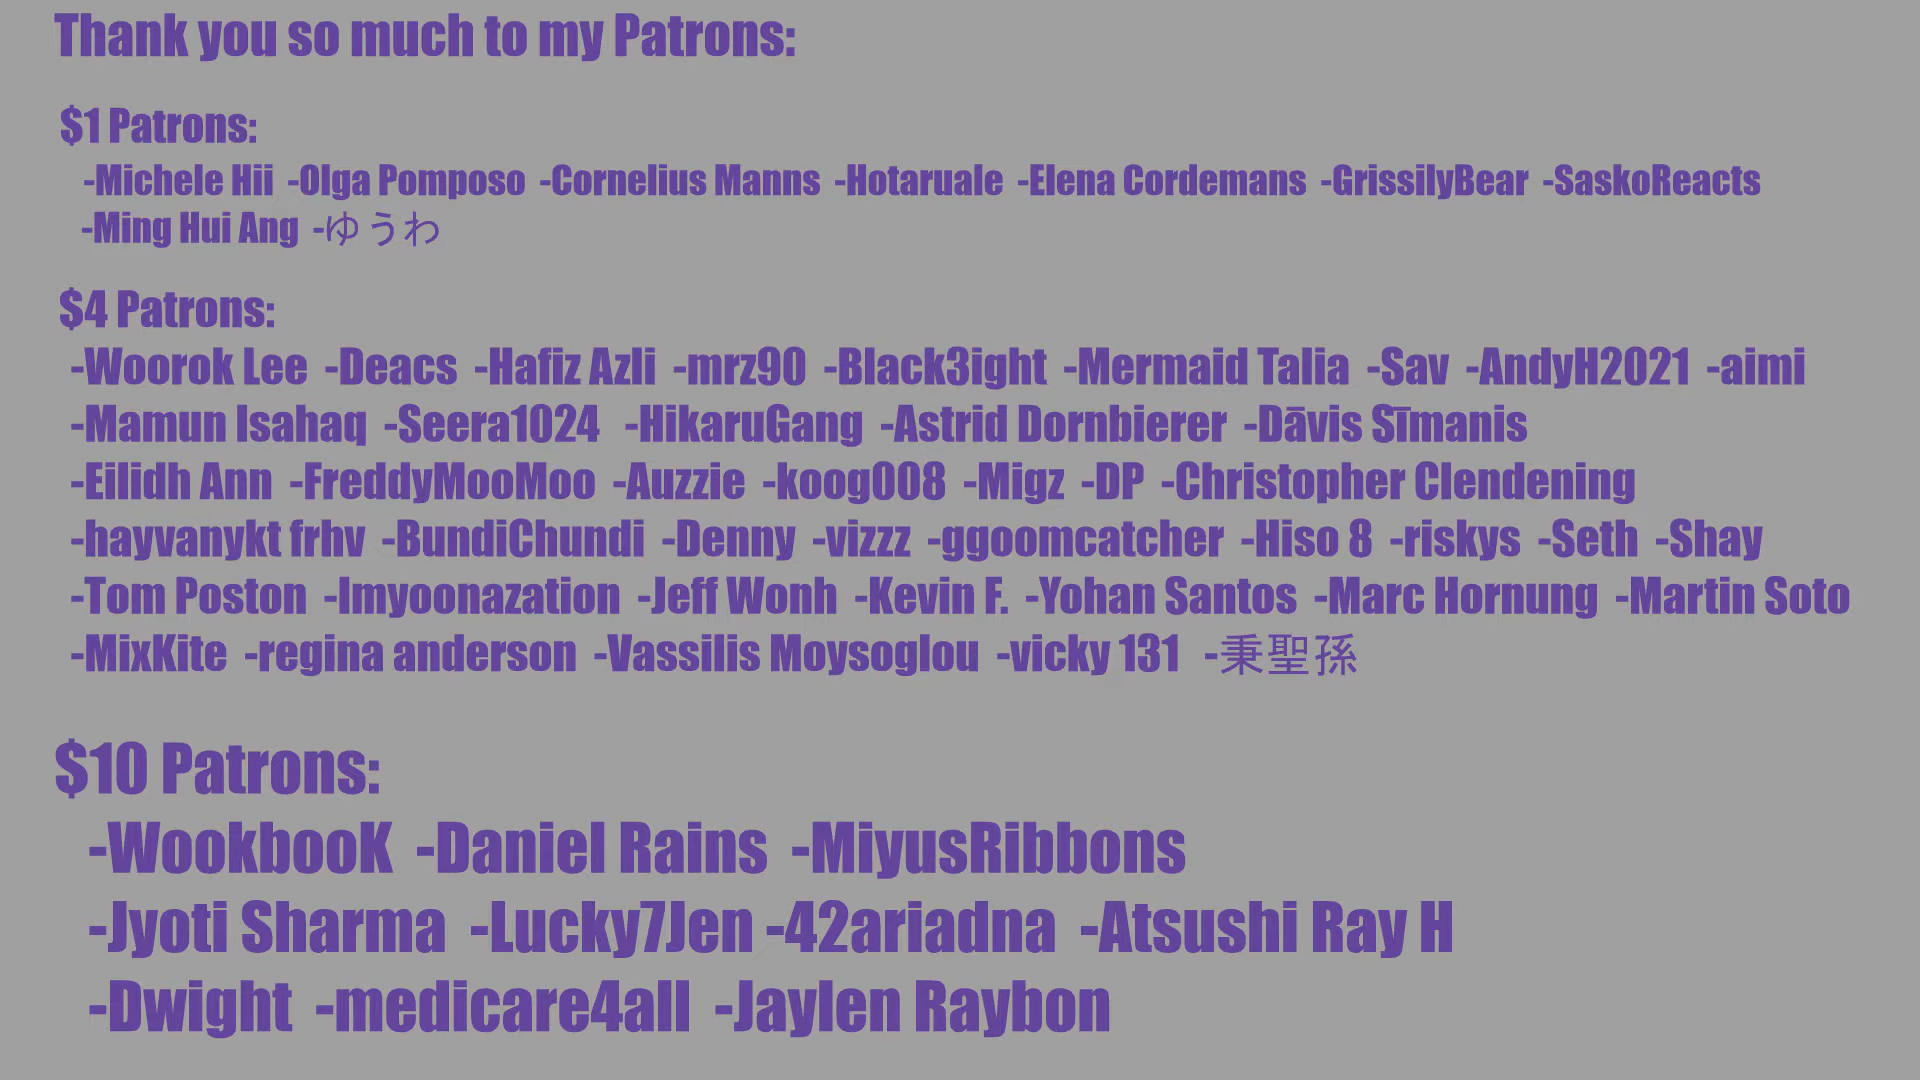 Thank you so much to my Patrons:
$1 Patrons:
-Michele Hii -Olga Pomposo -Cornelius Manns -Hotaruale -Elena Cordemans -GrissilyBear -SaskoReacts
-Ming Hui Ang -ゆうわ
$4 Patrons:
-Woorok Lee -Deacs -Hafiz Azli -mrz90 -Black3ight -Mermaid Talia -Sav -AndyH2021 -aimi
-Mamun Isahaq -Seera1024 -HikaruGang -Astrid Dornbierer -Dāvis Sīmanis
-Eilidh Ann -FreddyMooMoo -Auzzie -koog008 -Migz -DP -Christopher Clendening
-hayvanykt frhv -BundiChundi -Denny -vizzz -ggoomcatcher -Hiso 8 -riskys -Seth -Shay
-Tom Poston -Imyoonazation -Jeff Wonh -Kevin F. -Yohan Santos -Marc Hornung -Martin Soto
-MixKite -regina anderson -Vassilis Moysoglou -vicky 131 -秉聖孫
$10 Patrons:
-WookbooK -Daniel Rains -MiyusRibbons
-Jyoti Sharma -Lucky7Jen -42ariadna -Atsushi Ray H
-Dwight -medicare4all -Jaylen Raybon